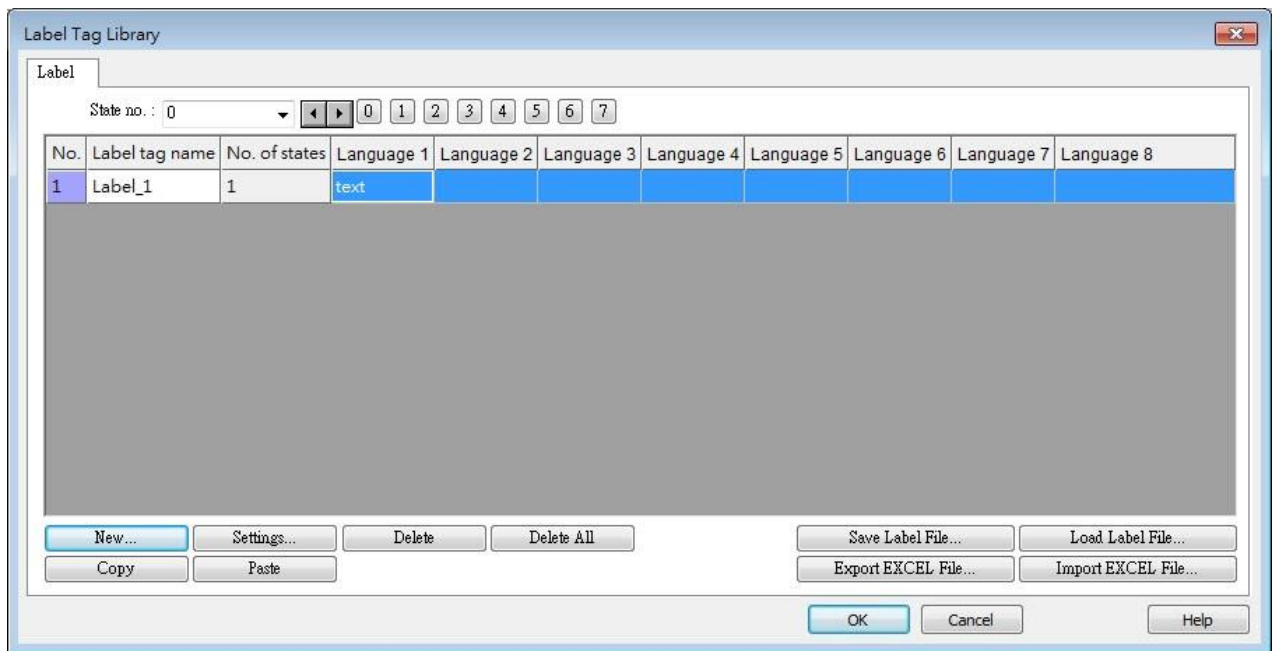 Label Tag Library
Label
State no. : 0 0 1 2 3 4 5 6 7
No. Label tag name No. of states Language 1 Language 2 Language 3 Language 4 Language 5 Language 6 Language 7 Language 8
1 Label_1 1 text
New... Settings... Delete Delete All Save Label File... Load Label File...
Copy Paste Export EXCEL File... Import EXCEL File...
OK Cancel Help